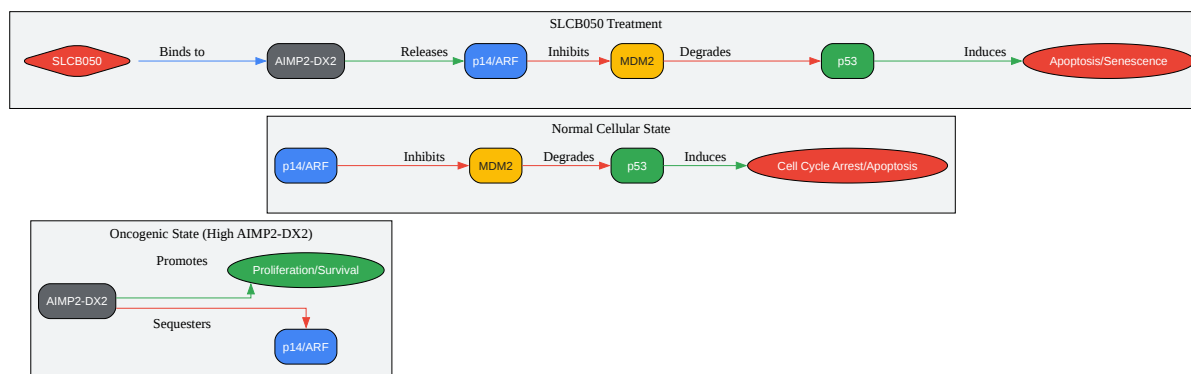 SLCB050 Treatment
SLCB050
Binds to
AIMP2-DX2
Releases
p14/ARF
Inhibits
MDM2
Degrades
p53
Induces
Apoptosis/Senescence
Normal Cellular State
p14/ARF
Inhibits
MDM2
Degrades
p53
Induces
Cell Cycle Arrest/Apoptosis
Oncogenic State (High AIMP2-DX2)
Promotes
Proliferation/Survival
AIMP2-DX2
Sequesters
p14/ARF